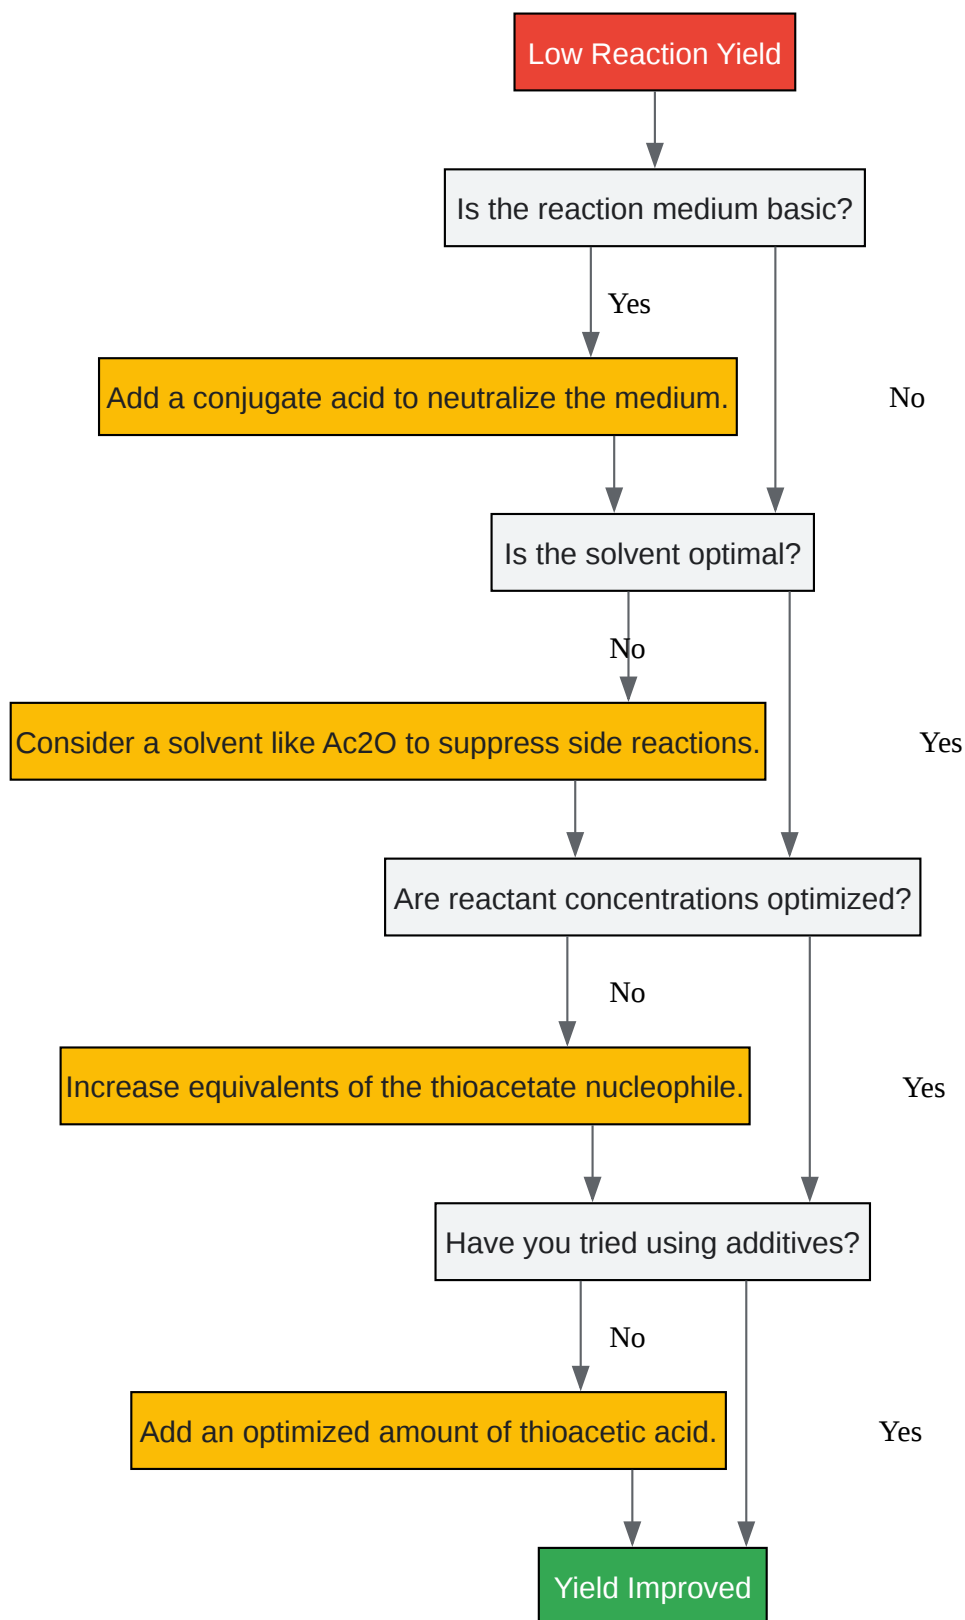 Low Reaction Yield
Is the reaction medium basic?
Yes
Add a conjugate acid to neutralize the medium.
No
Is the solvent optimal?
No
Consider a solvent like Ac2O to suppress side reactions.
Yes
Are reactant concentrations optimized?
No
Increase equivalents of the thioacetate nucleophile.
Yes
Have you tried using additives?
No
Add an optimized amount of thioacetic acid.
Yes
Yield Improved